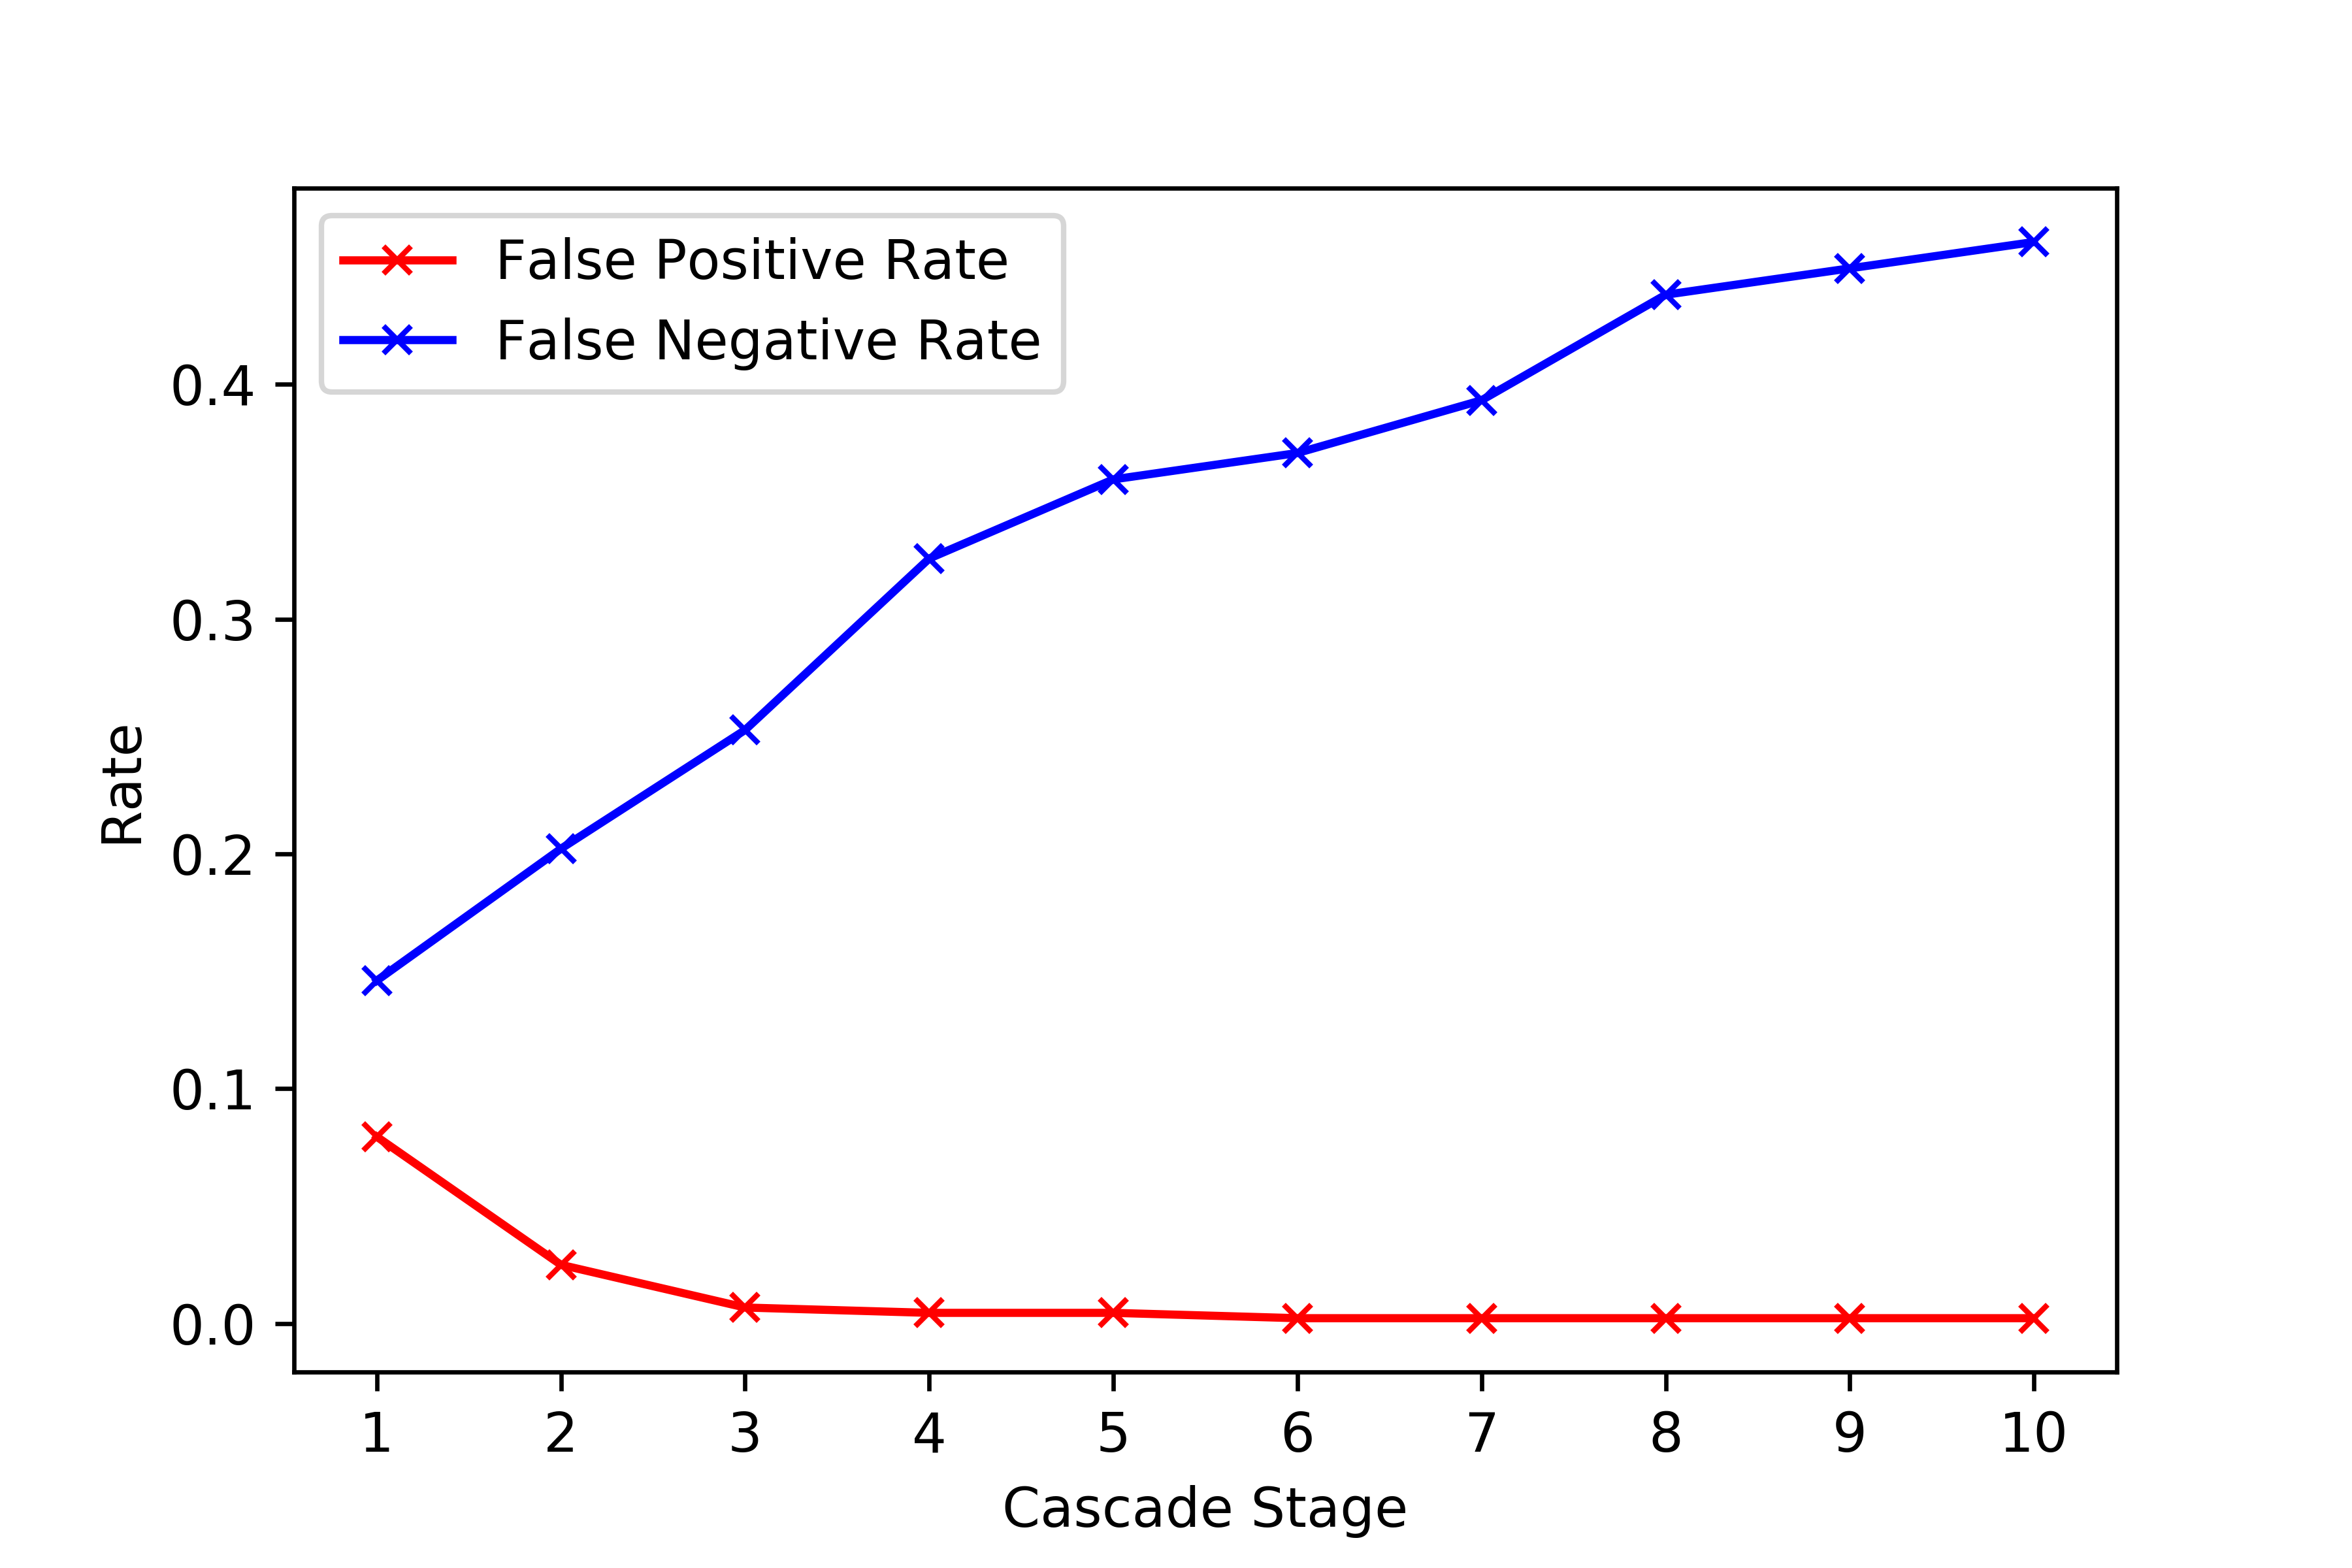 False Positive Rate
False Negative Rate
0.4
0.3
0.2
0.1
0.0
Rate
1 2 3 4 5 6 7 8 9 10
Cascade Stage